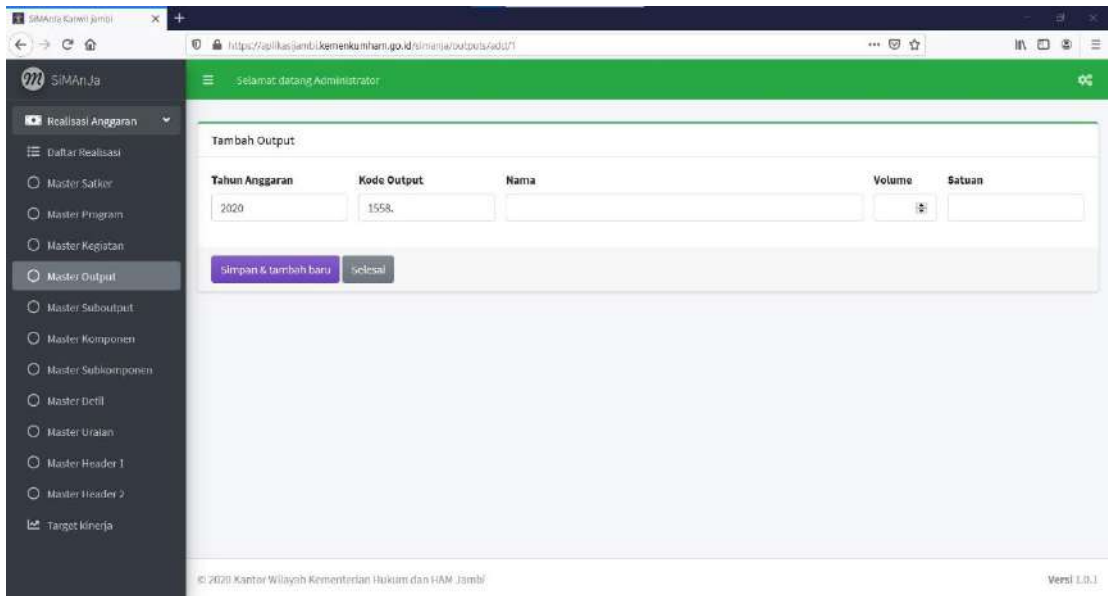 SiMAnJa Kanwil Jambi
https://aplikasijambi.kemenkumham.go.id/simanja/outputs/add/1
SiMAnJa
Selamat datang Administrator
Realisasi Anggaran
Daftar Realisasi
Master Satker
Master Program
Master Kegiatan
Master Output
Master Suboutput
Master Komponen
Master Subkomponen
Master Detil
Master Uraian
Master Header 1
Master Header 2
Target kinerja
Tambah Output
Tahun Anggaran Kode Output Nama Volume Satuan
2020 1558.
Simpan & tambah baru Selesai
© 2020 Kantor Wilayah Kementerian Hukum dan HAM Jambi Versi 1.0.1